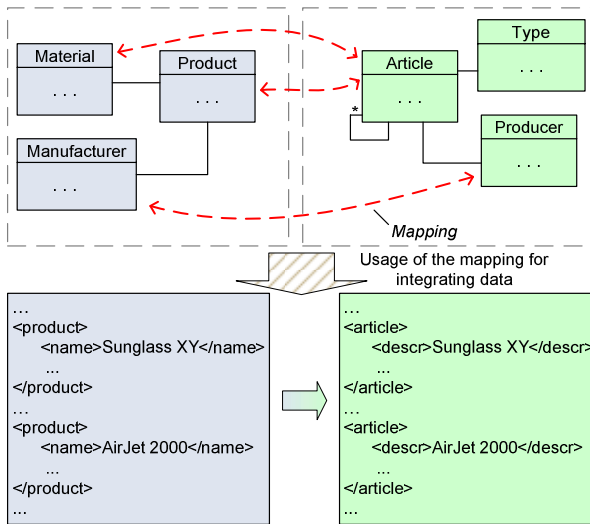 Material
. . .
Product
. . .
Manufacturer
. . .
Article
. . .
*
Type
. . .
Producer
. . .
Mapping
Usage of the mapping for
integrating data
...
<product>
<name>Sunglass XY</name>
...
</product>
...
<product>
<name>AirJet 2000</name>
...
</product>
...
...
<article>
<descr>Sunglass XY</descr>
...
</article>
...
<article>
<descr>AirJet 2000</descr>
...
</article>
...